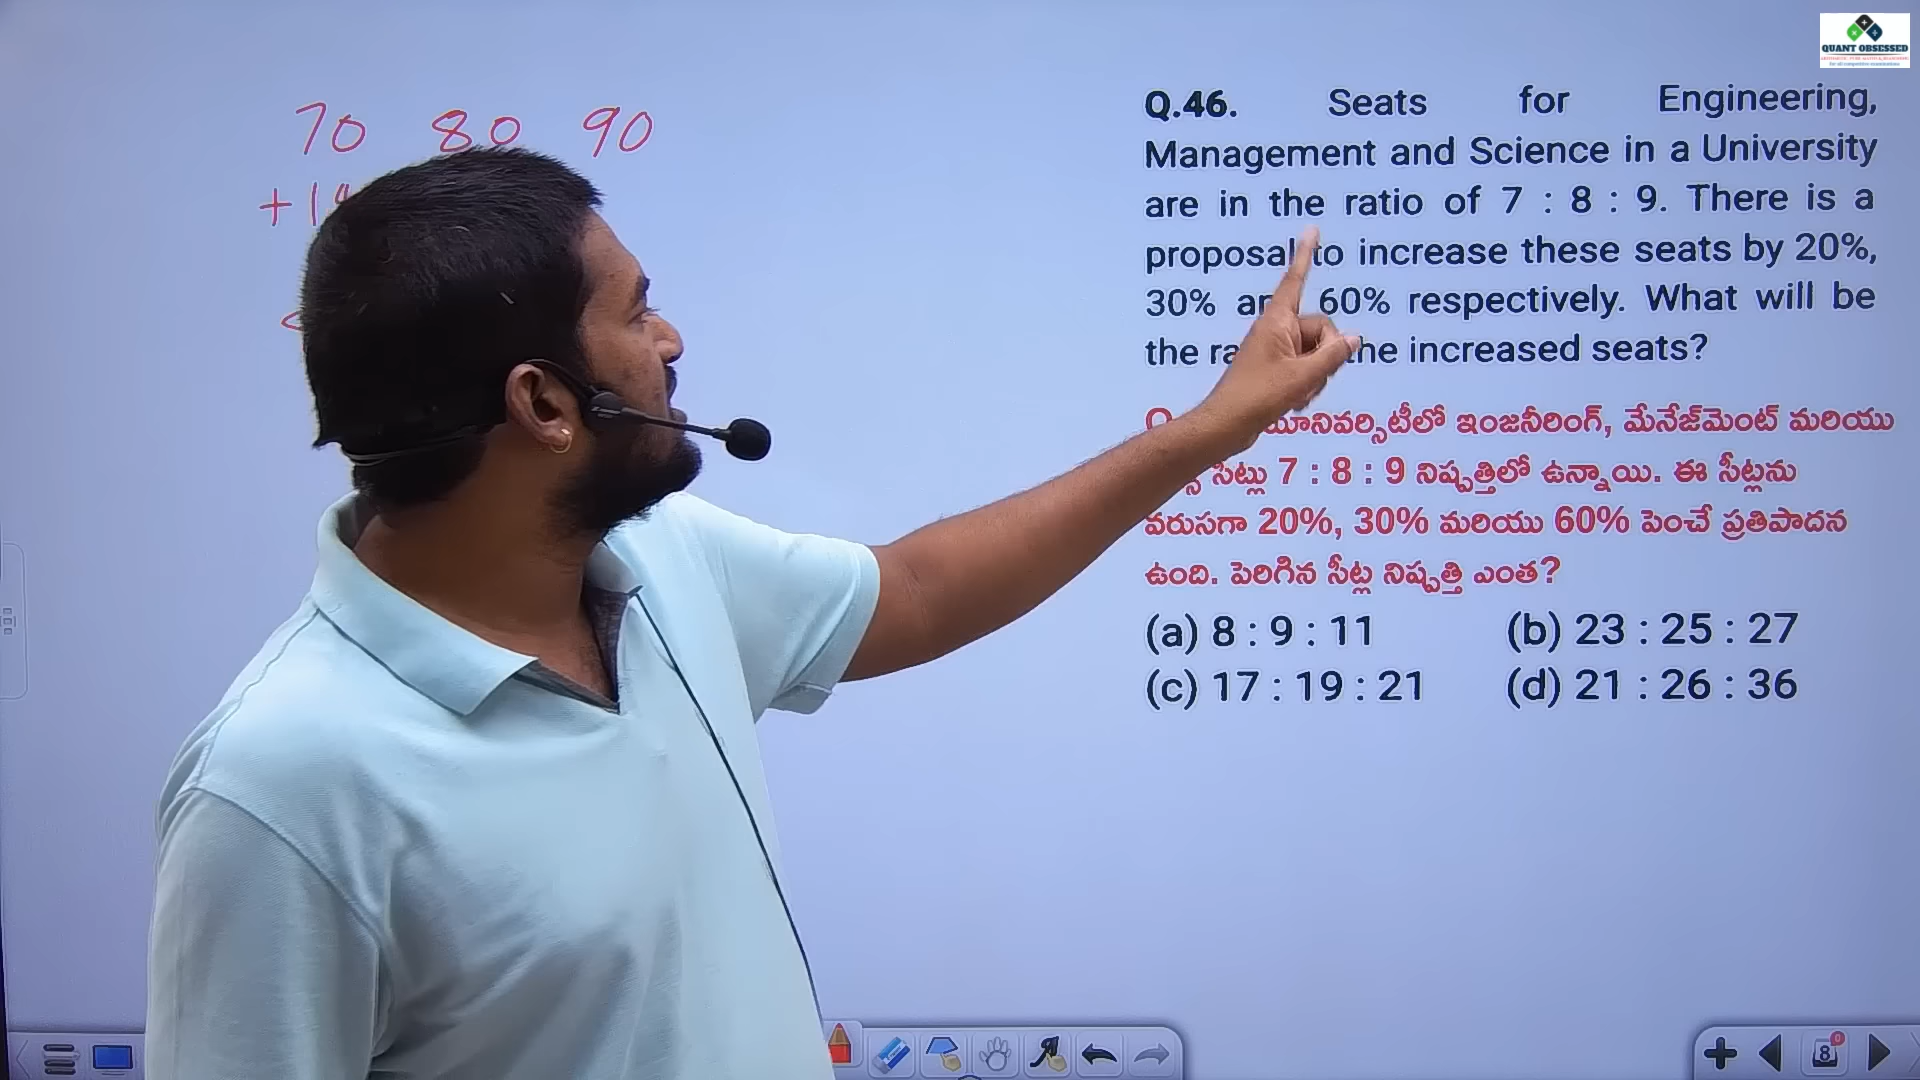 QUANT OBSESSED
70 80 90
+1
Q.46. Seats for Engineering,
Management and Science in a University
are in the ratio of 7 : 8 : 9. There is a
proposal to increase these seats by 20%,
30% 60% respectively. What will be
the the increased seats?
ఇంజనీరింగ్, మేనేజ్‌మెంట్ మరియు
సీట్లు 7 : 8 : 9 నిష్పత్తిలో ఉన్నాయి. ఈ సీట్లను
వరుసగా 20%, 30% మరియు 60% పెంచే ప్రతిపాదన
ఉంది. పెరిగిన సీట్ల నిష్పత్తి ఎంత?
(a) 8 : 9 : 11 (b) 23 : 25 : 27
(c) 17 : 19 : 21 (d) 21 : 26 : 36
8